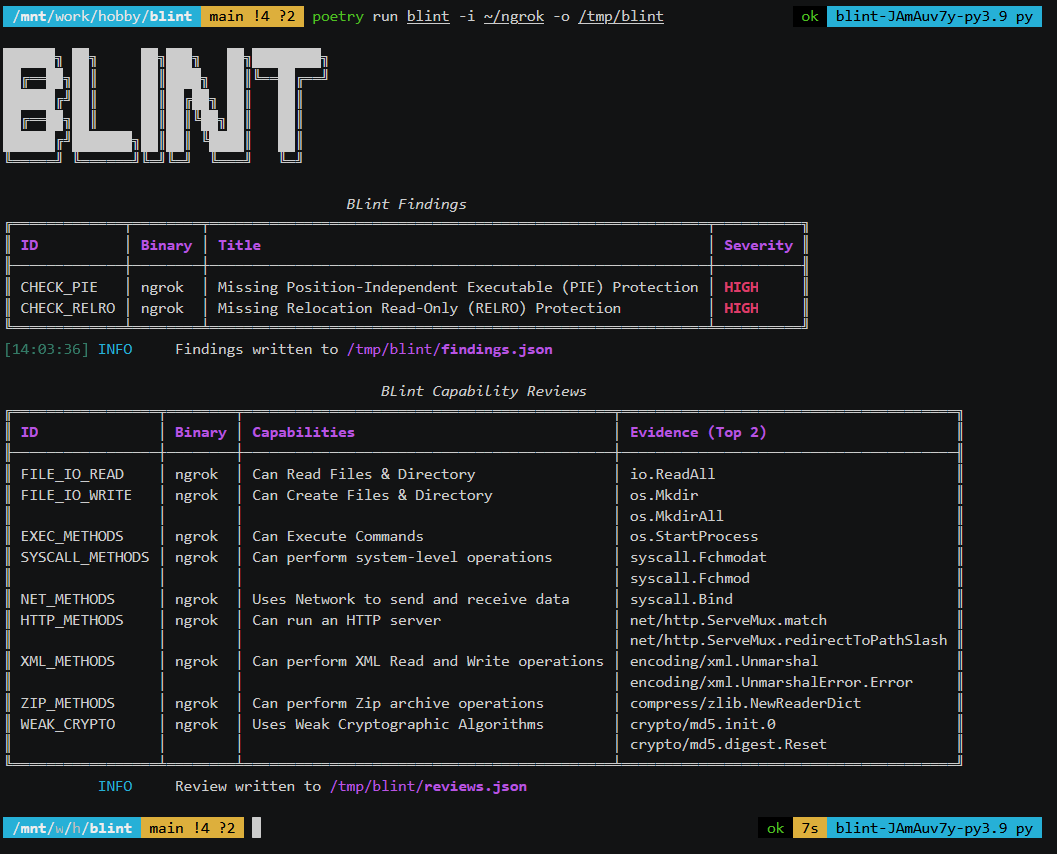 /mnt/work/hobby/blint main !4 ?2 poetry run blint -i ~/ngrok -o /tmp/blint ok blint-JAmAuv7y-py3.9 py
BLINT
BLint Findings
ID Binary Title Severity
CHECK_PIE ngrok Missing Position-Independent Executable (PIE) Protection HIGH
CHECK_RELRO ngrok Missing Relocation Read-Only (RELRO) Protection HIGH
[14:03:36] INFO Findings written to /tmp/blint/findings.json
BLint Capability Reviews
ID Binary Capabilities Evidence (Top 2)
FILE_IO_READ ngrok Can Read Files & Directory io.ReadAll
FILE_IO_WRITE ngrok Can Create Files & Directory os.Mkdir
os.MkdirAll
EXEC_METHODS ngrok Can Execute Commands os.StartProcess
SYSCALL_METHODS ngrok Can perform system-level operations syscall.Fchmodat
syscall.Fchmod
NET_METHODS ngrok Uses Network to send and receive data syscall.Bind
HTTP_METHODS ngrok Can run an HTTP server net/http.ServeMux.match
net/http.ServeMux.redirectToPathSlash
XML_METHODS ngrok Can perform XML Read and Write operations encoding/xml.Unmarshal
encoding/xml.UnmarshalError.Error
ZIP_METHODS ngrok Can perform Zip archive operations compress/zlib.NewReaderDict
WEAK_CRYPTO ngrok Uses Weak Cryptographic Algorithms crypto/md5.init.0
crypto/md5.digest.Reset
INFO Review written to /tmp/blint/reviews.json
/mnt/w/h/blint main !4 ?2 ok 7s blint-JAmAuv7y-py3.9 py